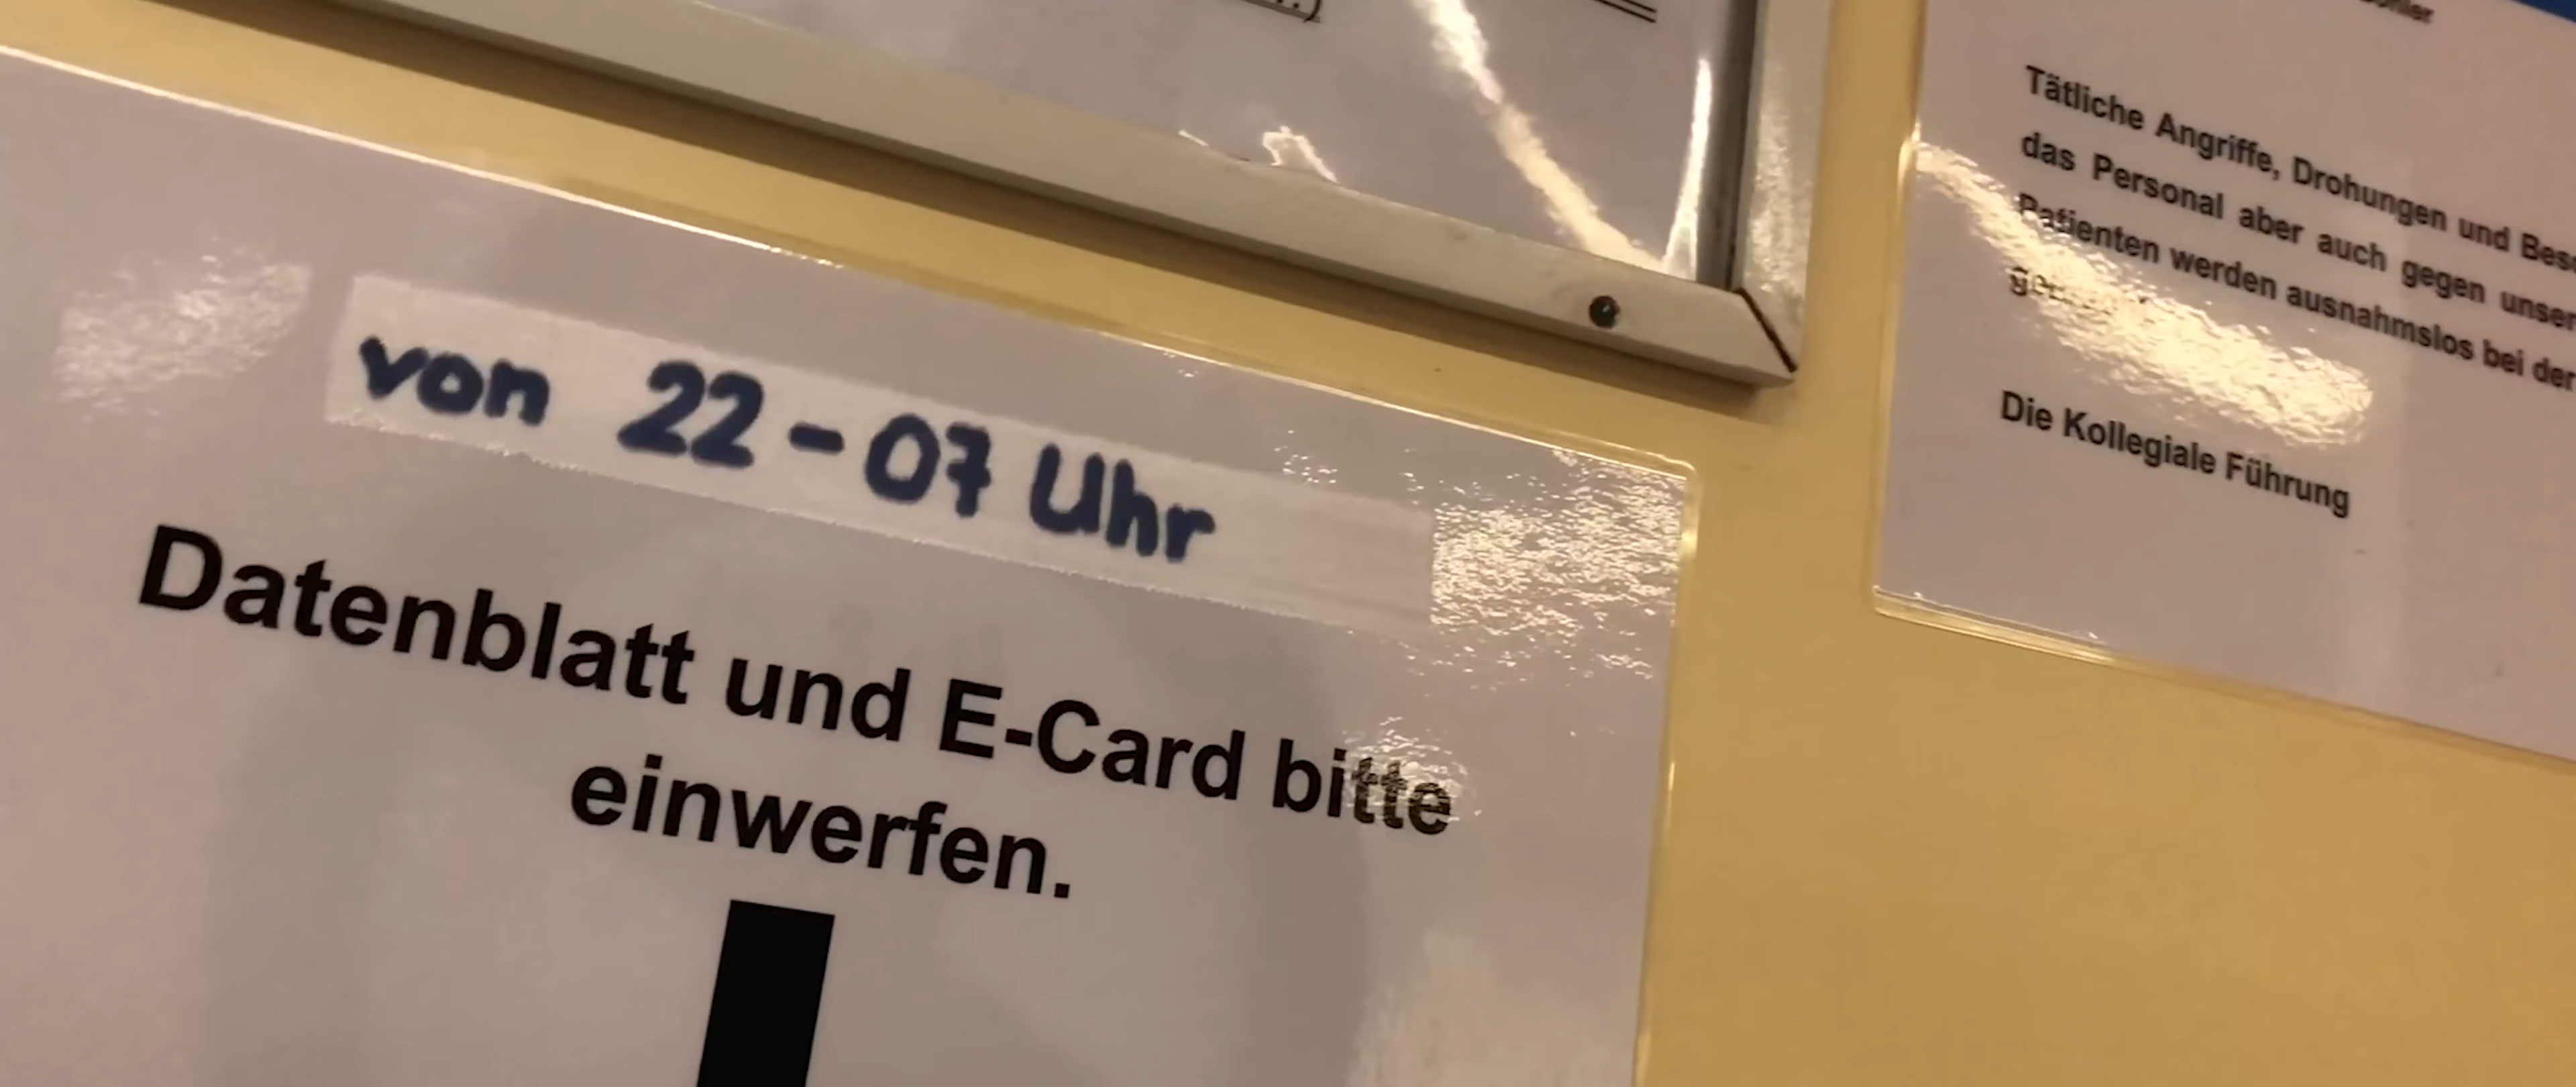 von 22-07 Uhr
Datenblatt und E-Card bitte
einwerfen.
Tätliche Angriffe, Drohungen und
das Personal aber auch gegen
Patienten werden ausnahmslos bei der
Die Kollegiale Führung